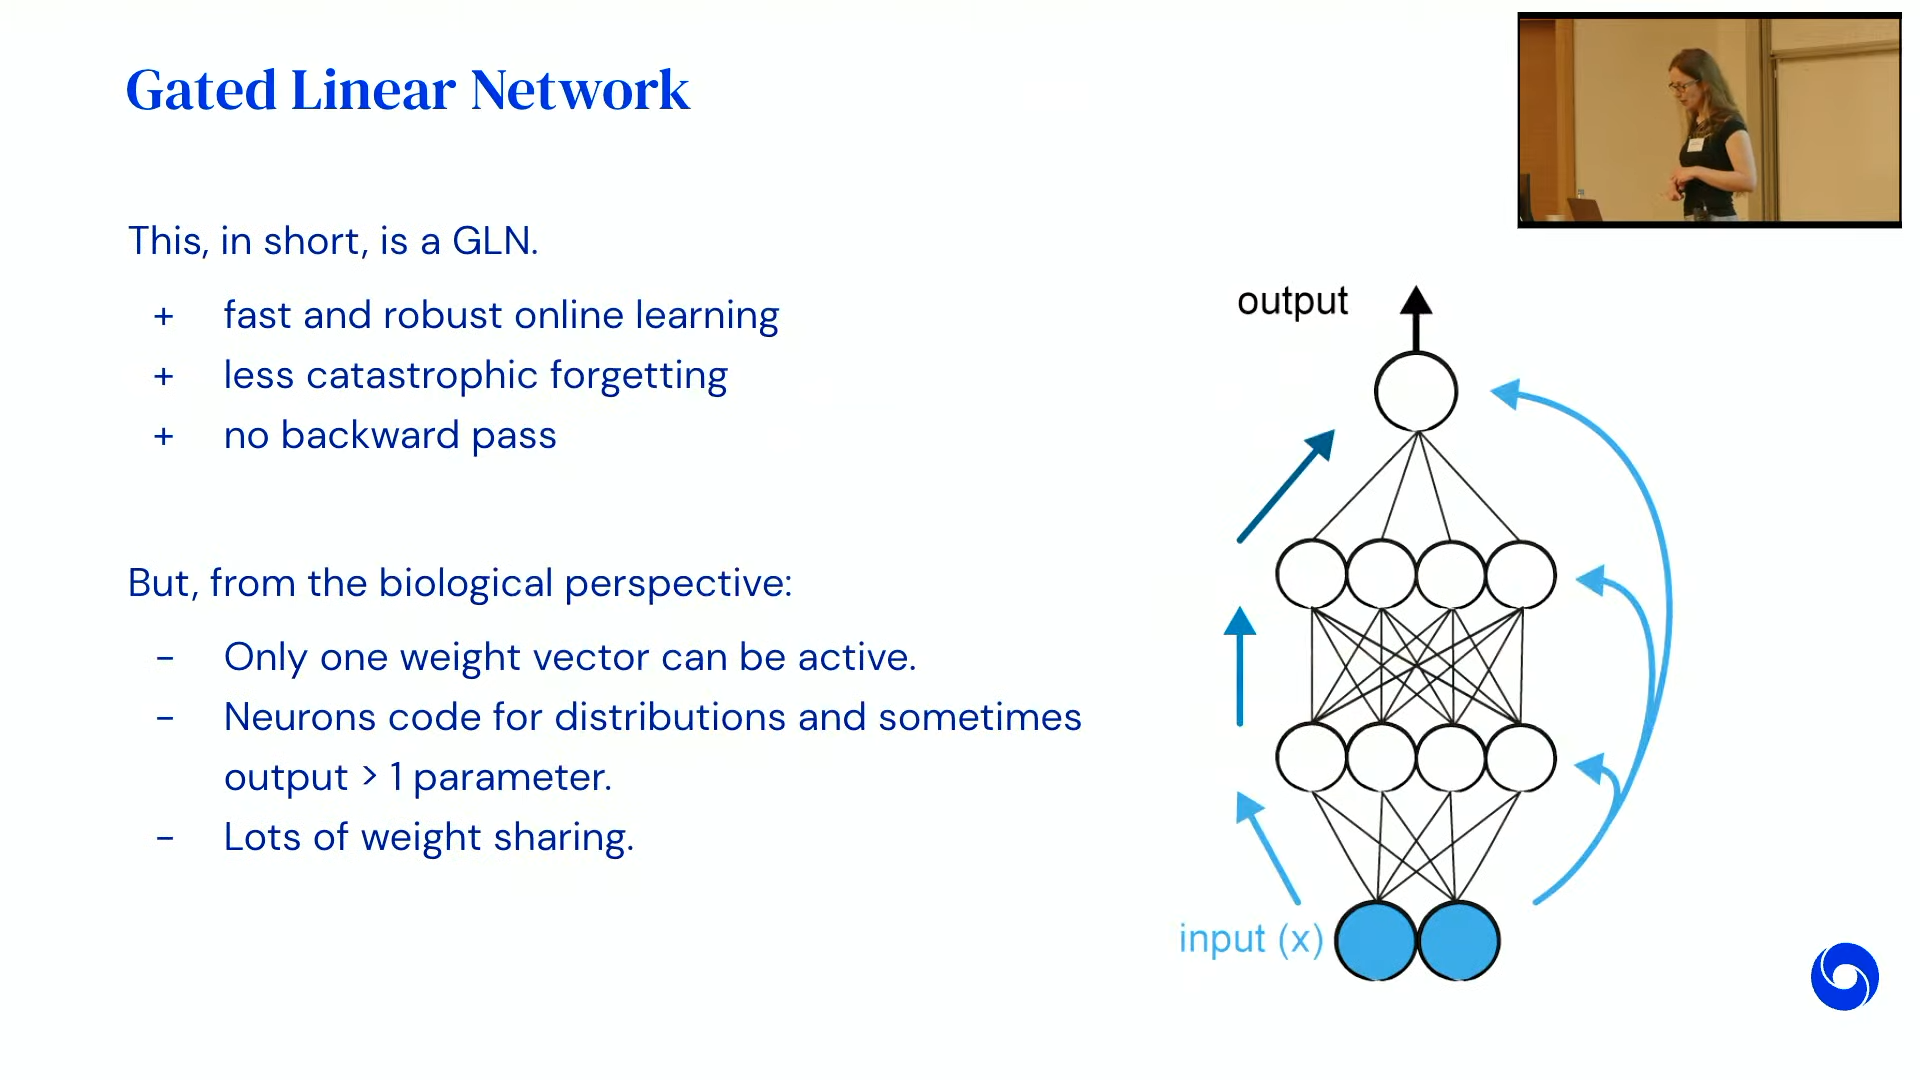 Gated Linear Network
This, in short, is a GLN.
+ fast and robust online learning
+ less catastrophic forgetting
+ no backward pass
But, from the biological perspective:
- Only one weight vector can be active.
- Neurons code for distributions and sometimes
output > 1 parameter.
- Lots of weight sharing.
output
input (x)